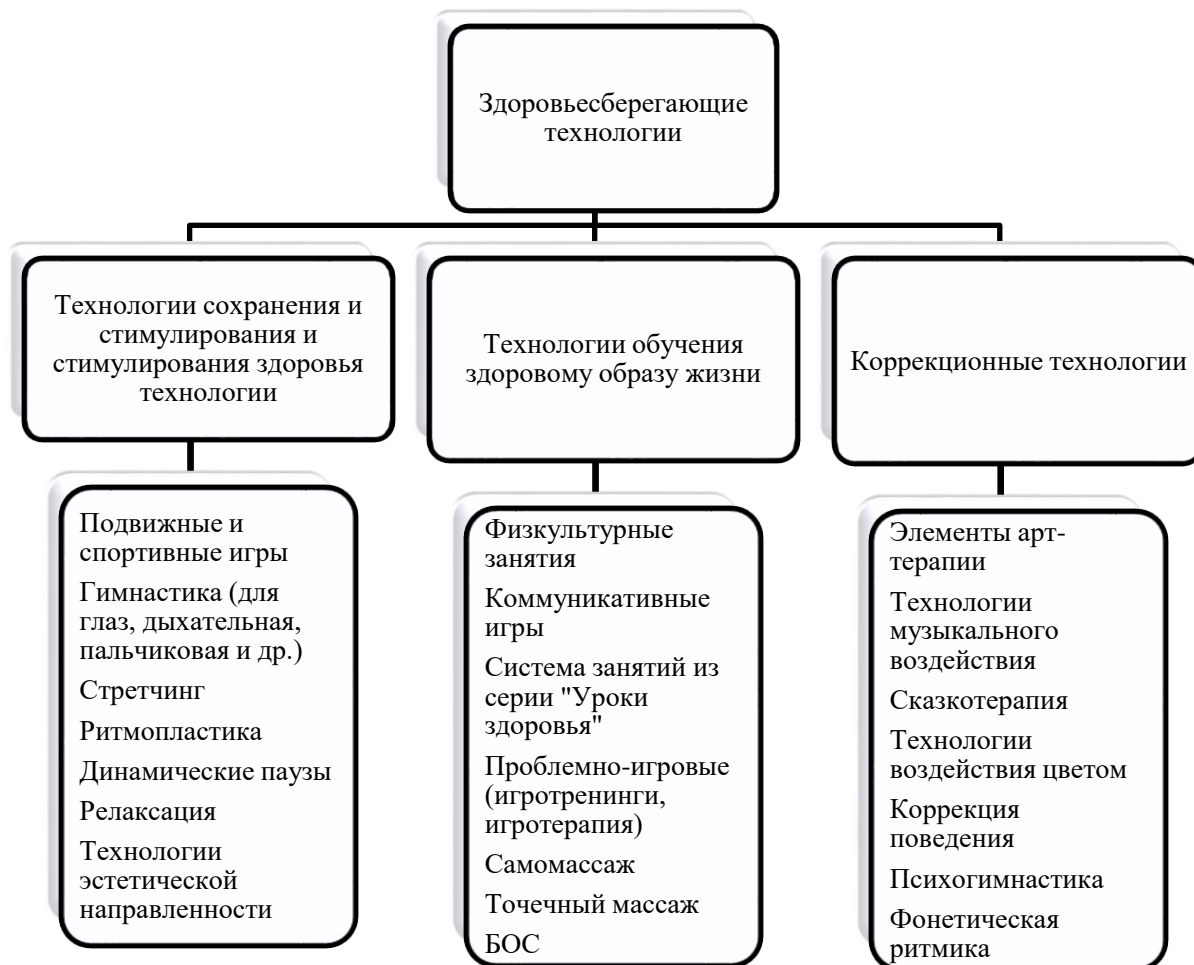 Здоровьесберегающие
технологии
Технологии сохранения и
стимулирования и
стимулирования здоровья
технологии
Технологии обучения
здоровому образу жизни
Коррекционные технологии
Подвижные и
спортивные игры
Гимнастика (для
глаз, дыхательная,
пальчиковая и др.)
Стретчинг
Ритмопластика
Динамические паузы
Релаксация
Технологии
эстетической
направленности
Физкультурные
занятия
Коммуникативные
игры
Система занятий из
серии "Уроки
здоровья"
Проблемно-игровые
(игротренинги,
игротерапия)
Самомассаж
Точечный массаж
БОС
Элементы арт-
терапии
Технологии
музыкального
воздействия
Сказкотерапия
Технологии
воздействия цветом
Коррекция
поведения
Психогимнастика
Фонетическая
ритмика